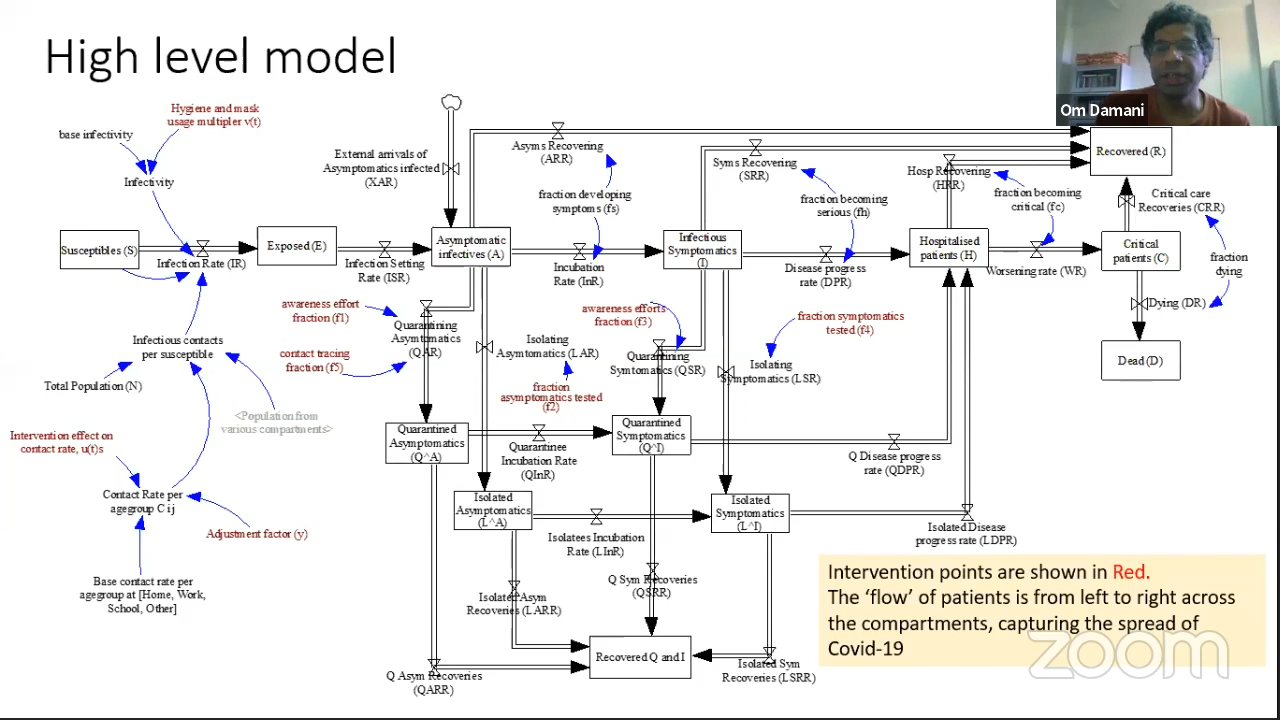 High level model
Om Damani
Hygiene and mask
usage multipler v(t)
base infectivity
Infectivity
External arrivals of
Asymptomatics infected
(XAR)
Asyms Recovering
(ARR)
Syms Recovering
(SRR)
Hosp Recovering
(HRR)
Recovered (R)
fraction developing
symptoms (fs)
fraction becoming
serious (fh)
fraction becoming
critical (fc)
Critical care
Recoveries (CRR)
Susceptibles (S)
Infection Rate (IR)
Exposed (E)
Infection Setting
Rate (ISR)
Asymptomatic
infectives (A)
Incubation
Rate (InR)
Infectious
Symptomatics
(I)
Disease progress
rate (DPR)
Hospitalised
patients (H)
Worsening rate (WR)
Critical
patients (C)
fraction
dying
Dying (DR)
Dead (D)
awareness effort
fraction (f1)
Quarantining
Asymtomatics
(QAR)
contact tracing
fraction (f5)
Isolating
Asymtomatics (LAR)
fraction
asymptomatics tested
(f2)
awareness efforts
fraction (f3)
Quarantining
Symtomatics (QSR)
fraction symptomatics
tested (f4)
Isolating
Symptomatics (LSR)
Infectious contacts
per susceptible
Total Population (N)
<Population from
various compartments>
Intervention effect on
contact rate, u(t)s
Contact Rate per
agegroup C ij
Adjustment factor (y)
Base contact rate per
agegroup at [Home, Work,
School, Other]
Quarantined
Asymptomatics
(Q^A)
Quarantinee
Incubation Rate
(QInR)
Quarantined
Symptomatics
(Q^I)
Q Disease progress
rate (QDPR)
Isolated
Asymptomatics
(L^A)
Isolatees Incubation
Rate (LInR)
Isolated
Symptomatics
(L^I)
Isolated Disease
progress rate (LDPR)
Isolated Asym
Recoveries (LARR)
Q Sym Recoveries
(QSRR)
Q Asym Recoveries
(QARR)
Recovered Q and I
Isolated Sym
Recoveries (LSRR)
Intervention points are shown in Red.
The ‘flow’ of patients is from left to right across
the compartments, capturing the spread of
Covid-19
zoom